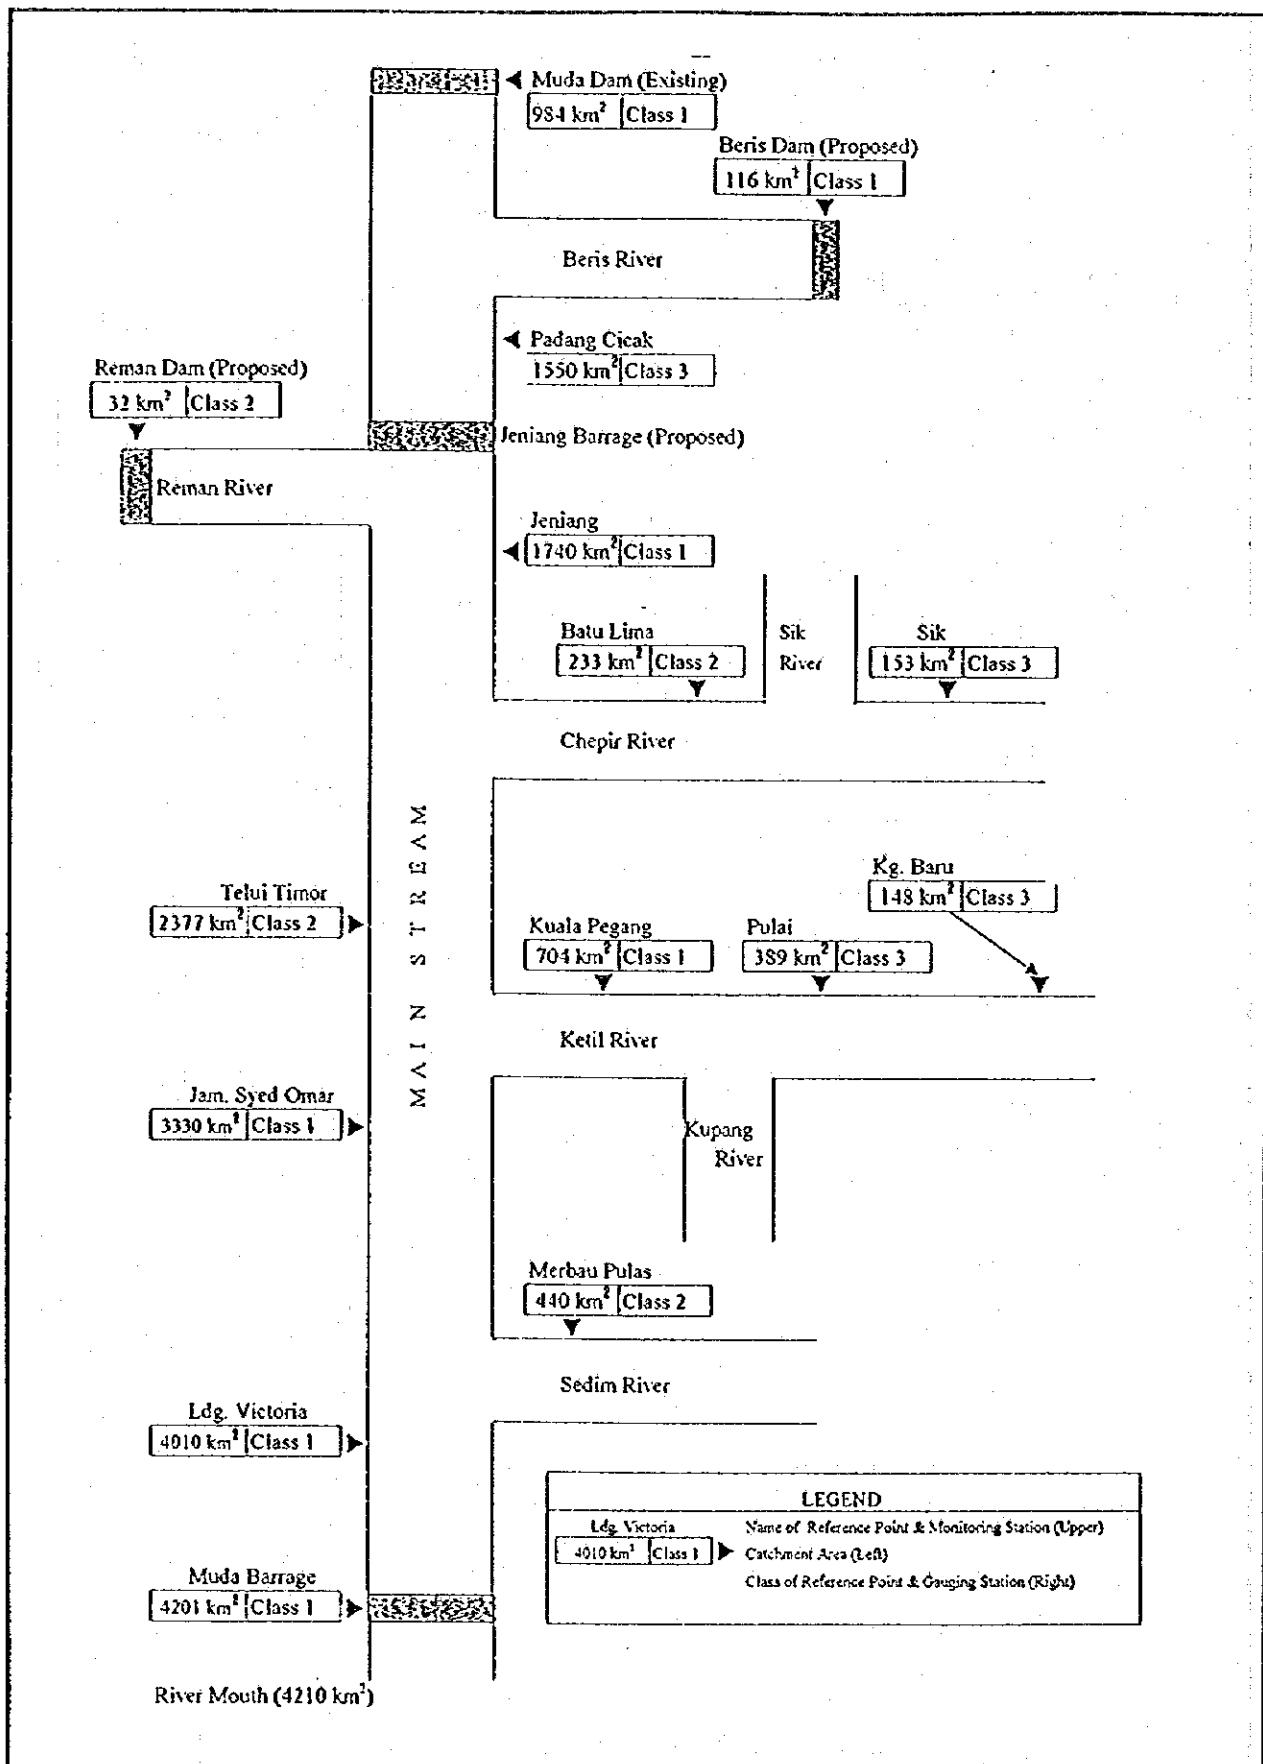 Muda Dam (Existing)
984 km² Class 1
Beris Dam (Proposed)
116 km² Class 1
Beris River
Padang Cicak
1550 km² Class 3
Reman Dam (Proposed)
32 km² Class 2
Jeniang Barrage (Proposed)
Reman River
Jeniang
1740 km² Class 1
Batu Lima
233 km² Class 2
Sik
River
Sik
153 km² Class 3
Chepir River
MAIN STREAM
Kg. Baru
148 km² Class 3
Telui Timor
2377 km² Class 2
Kuala Pegang
704 km² Class 1
Pulai
389 km² Class 3
Ketil River
Jam. Syed Omar
3330 km² Class 1
Kupang
River
Merbau Pulas
440 km² Class 2
Sedim River
Ldg. Victoria
4010 km² Class 1
LEGEND
Ldg. Victoria
4010 km² Class 1
Name of Reference Point & Monitoring Station (Upper)
Catchment Area (Left)
Class of Reference Point & Gauging Station (Right)
Muda Barrage
4201 km² Class 1
River Mouth (4210 km²)